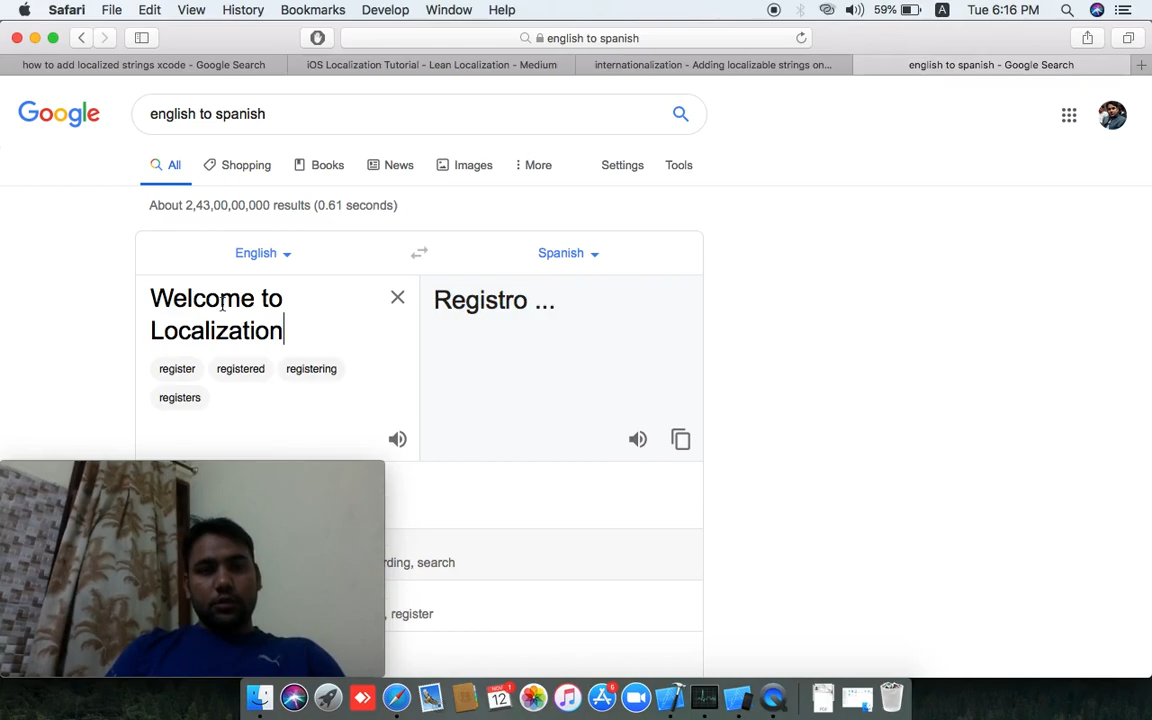 Safari File Edit View History Bookmarks Develop Window Help 59% A Tue 6:16 PM
english to spanish
how to add localized strings xcode - Google Search
iOS Localization Tutorial - Lean Localization - Medium
internationalization - Adding localizable strings on...
english to spanish - Google Search
Google
english to spanish
All Shopping Books News Images More Settings Tools
About 2,43,00,00,000 results (0.61 seconds)
English Spanish
Welcome to
Localization
Registro ...
register registered registering
registers
rding, search
, register
NOV 1
12
6